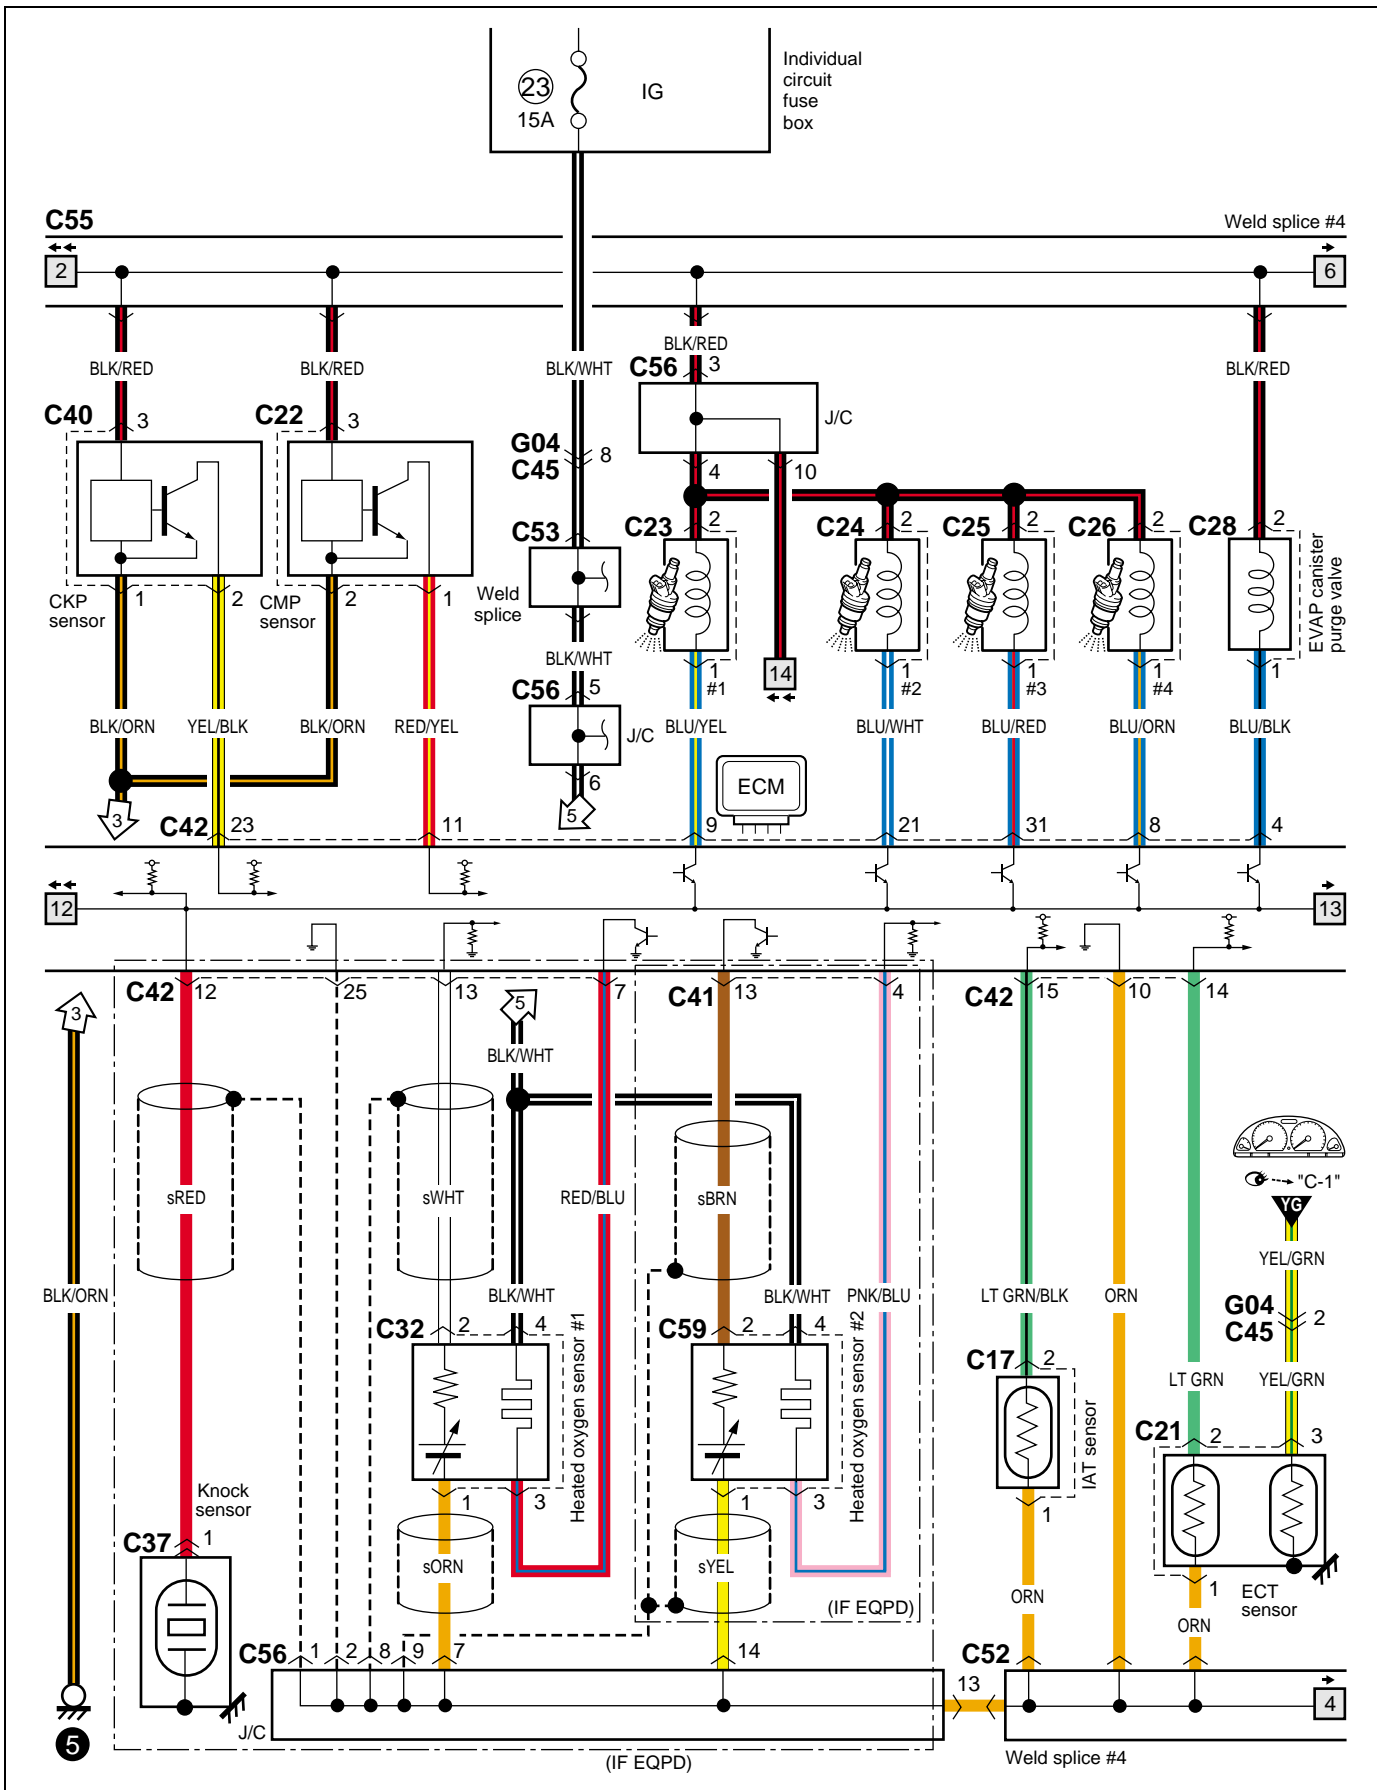 23
15A
IG
Individual
circuit
fuse
box
C55
Weld splice #4
2
6
BLK/RED
BLK/RED
BLK/WHT
BLK/RED
BLK/RED
C56 3
J/C
C40 3
C22 3
G04
C45
8
4
10
C53
Weld
splice
C23 2
C24 2
C25 2
C26 2
C28 2
EVAP canister
purge valve
CKP
sensor
1
2
CMP
sensor
2
1
BLK/WHT
C56 5
J/C
6
5
1
#1
14
1
#2
1
#3
1
#4
1
BLK/ORN
YEL/BLK
BLK/ORN
RED/YEL
BLU/YEL
BLU/WHT
BLU/RED
BLU/ORN
BLU/BLK
ECM
3
C42 23
11
9
21
31
8
4
12
13
C42 12
25
13
7
C41 13
4
C42 15
10
14
3
5
BLK/WHT
sRED
sWHT
RED/BLU
sBRN
"C-1"
YG
YEL/GRN
BLK/ORN
BLK/WHT
BLK/WHT
PNK/BLU
LT GRN/BLK
ORN
G04
C45
2
C32 2
4
C59 2
4
C17 2
LT GRN
YEL/GRN
Heated oxygen sensor #1
Heated oxygen sensor #2
IAT sensor
C21 2
3
Knock
sensor
C37 1
1
3
1
3
1
sORN
sYEL
(IF EQPD)
ORN
1
ECT
sensor
ORN
C56 1
2
8
9
7
14
C52
13
4
5
J/C
(IF EQPD)
Weld splice #4